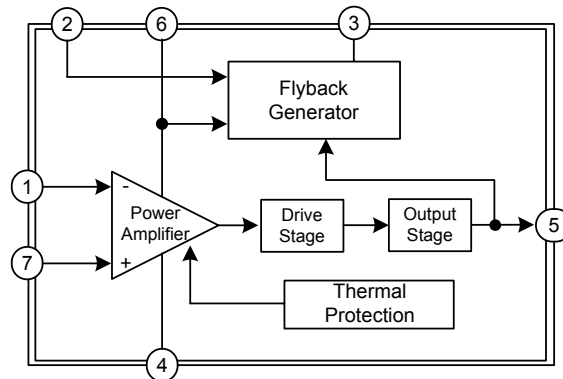 2
6
3
Flyback
Generator
1
-
Power
Amplifier
+
7
Drive
Stage
Output
Stage
5
Thermal
Protection
4